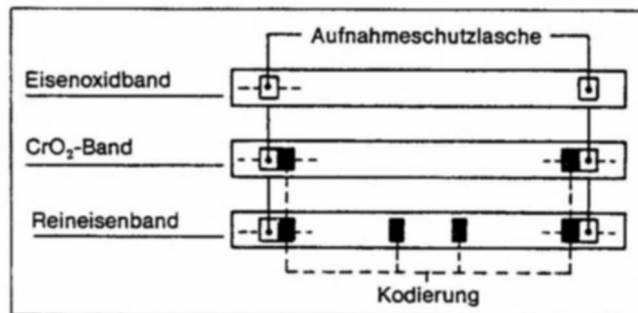 Aufnahmeschutzlasche
Eisenoxidband
CrO₂-Band
Reineisenband
Kodierung